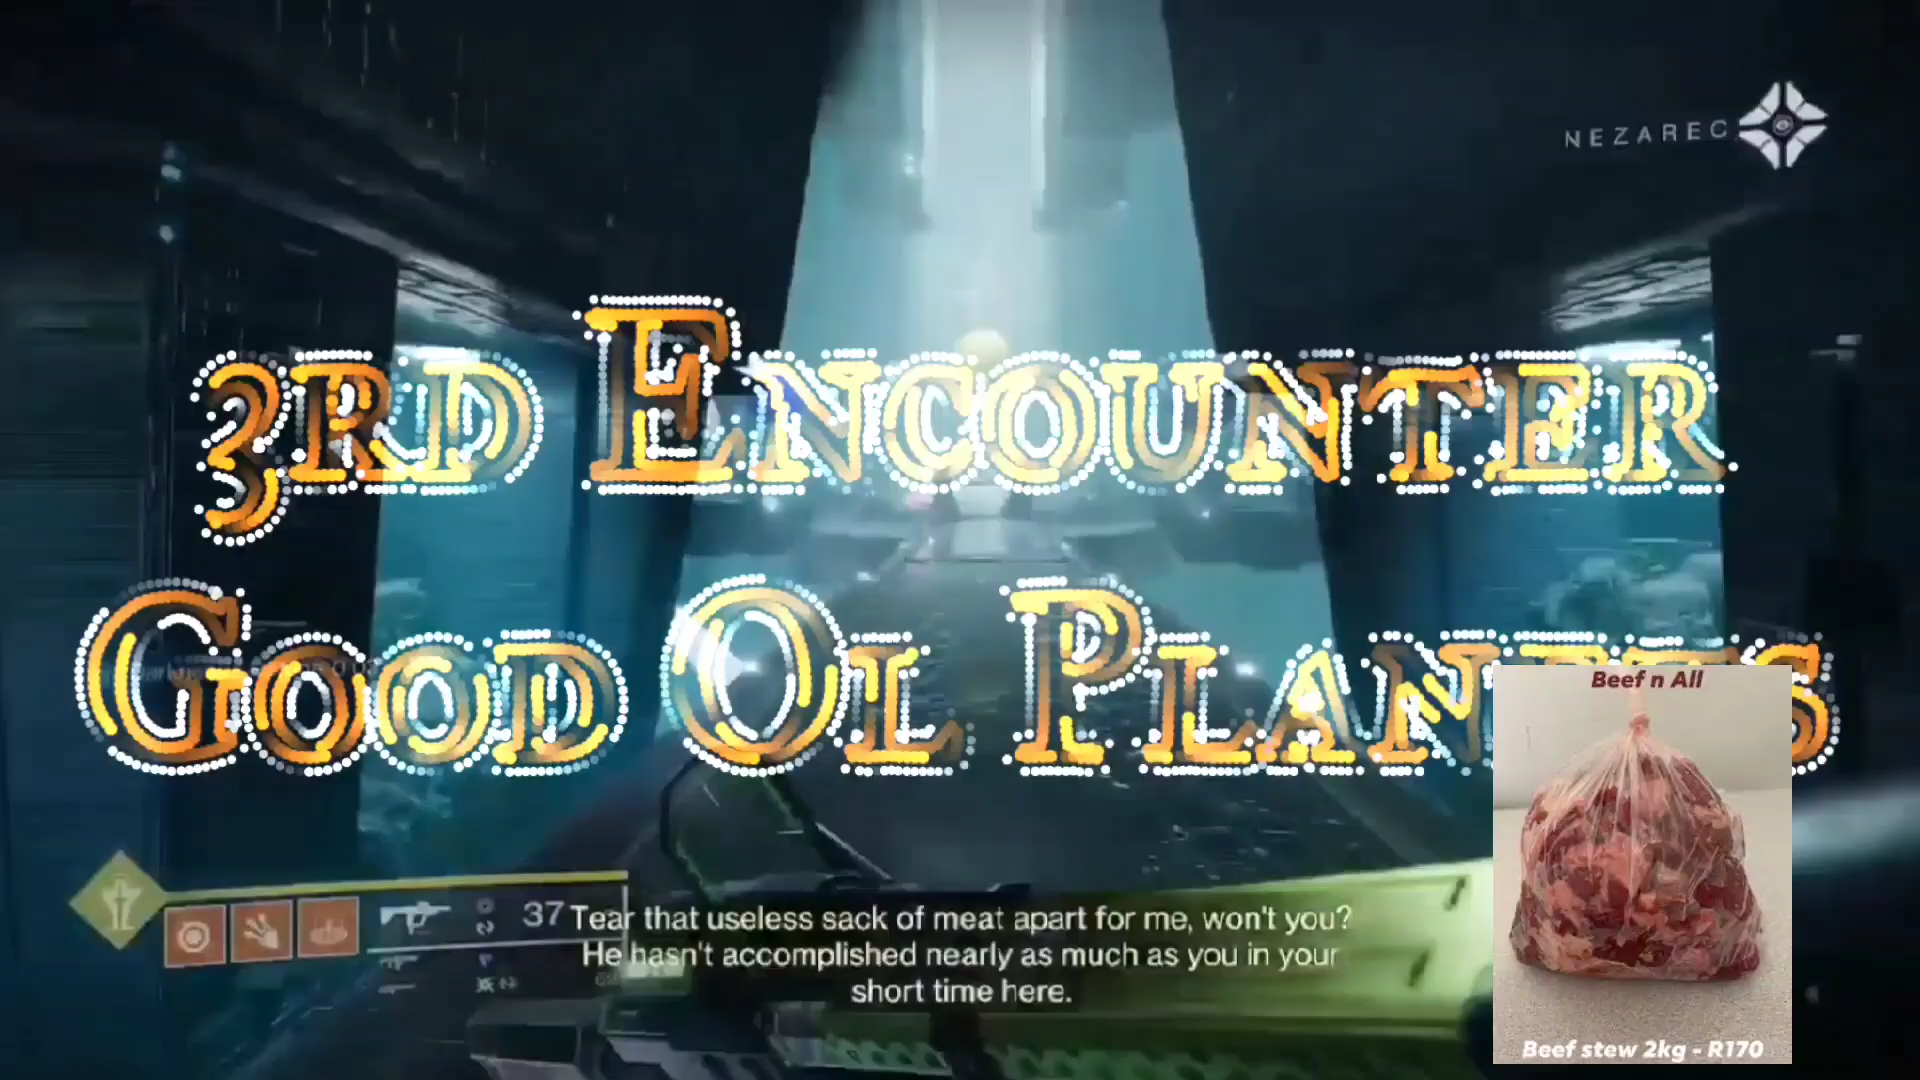 NEZAREC
3RD ENCOUNTER
GOOD OL PLANETS
Beef n All
37
Tear that useless sack of meat apart for me, won't you?
He hasn't accomplished nearly as much as you in your
short time here.
Beef stew 2kg - R170